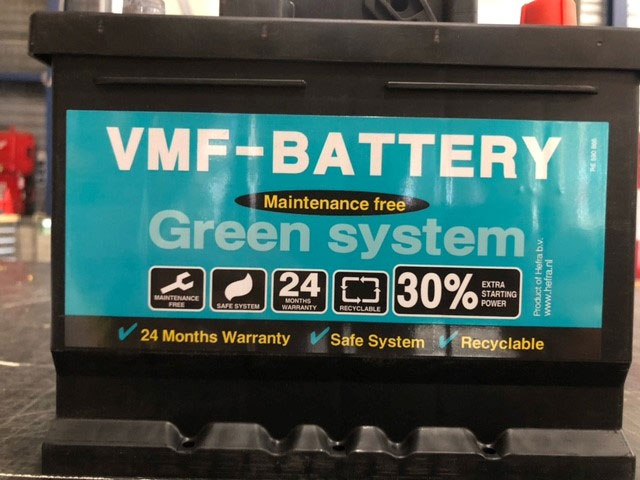 VMF-BATTERY
Maintenance free
Green system
MAINTENANCE
FREE
SAFE SYSTEM
24
MONTHS
WARRANTY
RECYCLABLE
30%
EXTRA
STARTING
POWER
Product of Hefra b.v.
www.hefra.nl
24 Months Warranty
Safe System
Recyclable